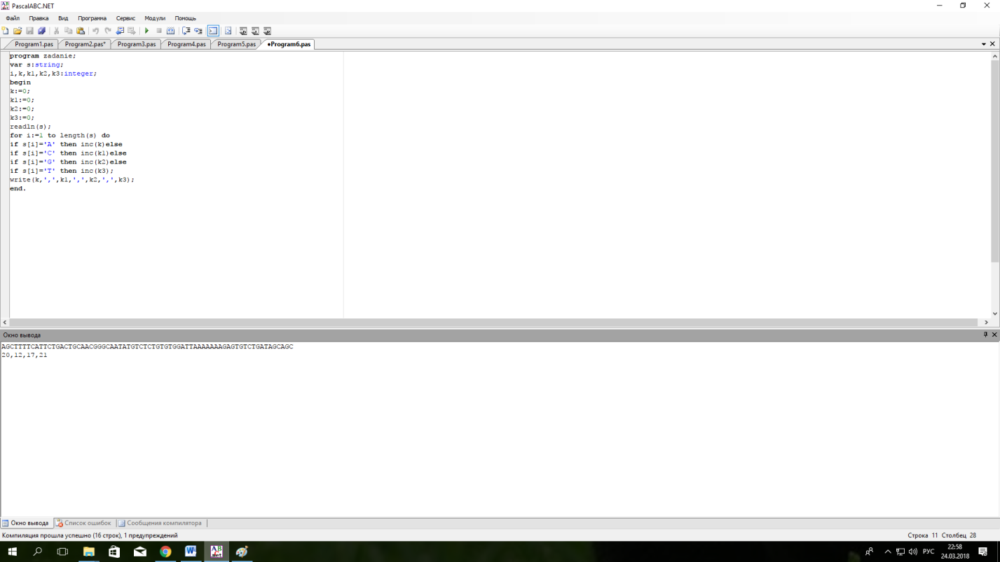 PascalABC.NET
Файл Правка Вид Программа Сервис Модули Помощь
Program1.pas Program2.pas* Program3.pas Program4.pas Program5.pas •Program6.pas
program zadanie;
var s:string;
i,k,k1,k2,k3:integer;
begin
k:=0;
k1:=0;
k2:=0;
k3:=0;
readln(s);
for i:=1 to length(s) do
if s[i]='A' then inc(k)else
if s[i]='C' then inc(k1)else
if s[i]='G' then inc(k2)else
if s[i]='T' then inc(k3);
write(k,',',k1,',',k2,',',k3);
end.
Окно вывода
AGCTTTTCATTCTGACTGCAACGGGCAATATGTCTCTGTGTGGATTAAAAAAAGAGTGTCTGATAGCAGC
20,12,17,21
Окно вывода Список ошибок Сообщения компилятора
Компиляция прошла успешно (16 строк), 1 предупреждений Строка 11 Столбец 28
РУС 22:58
24.03.2018